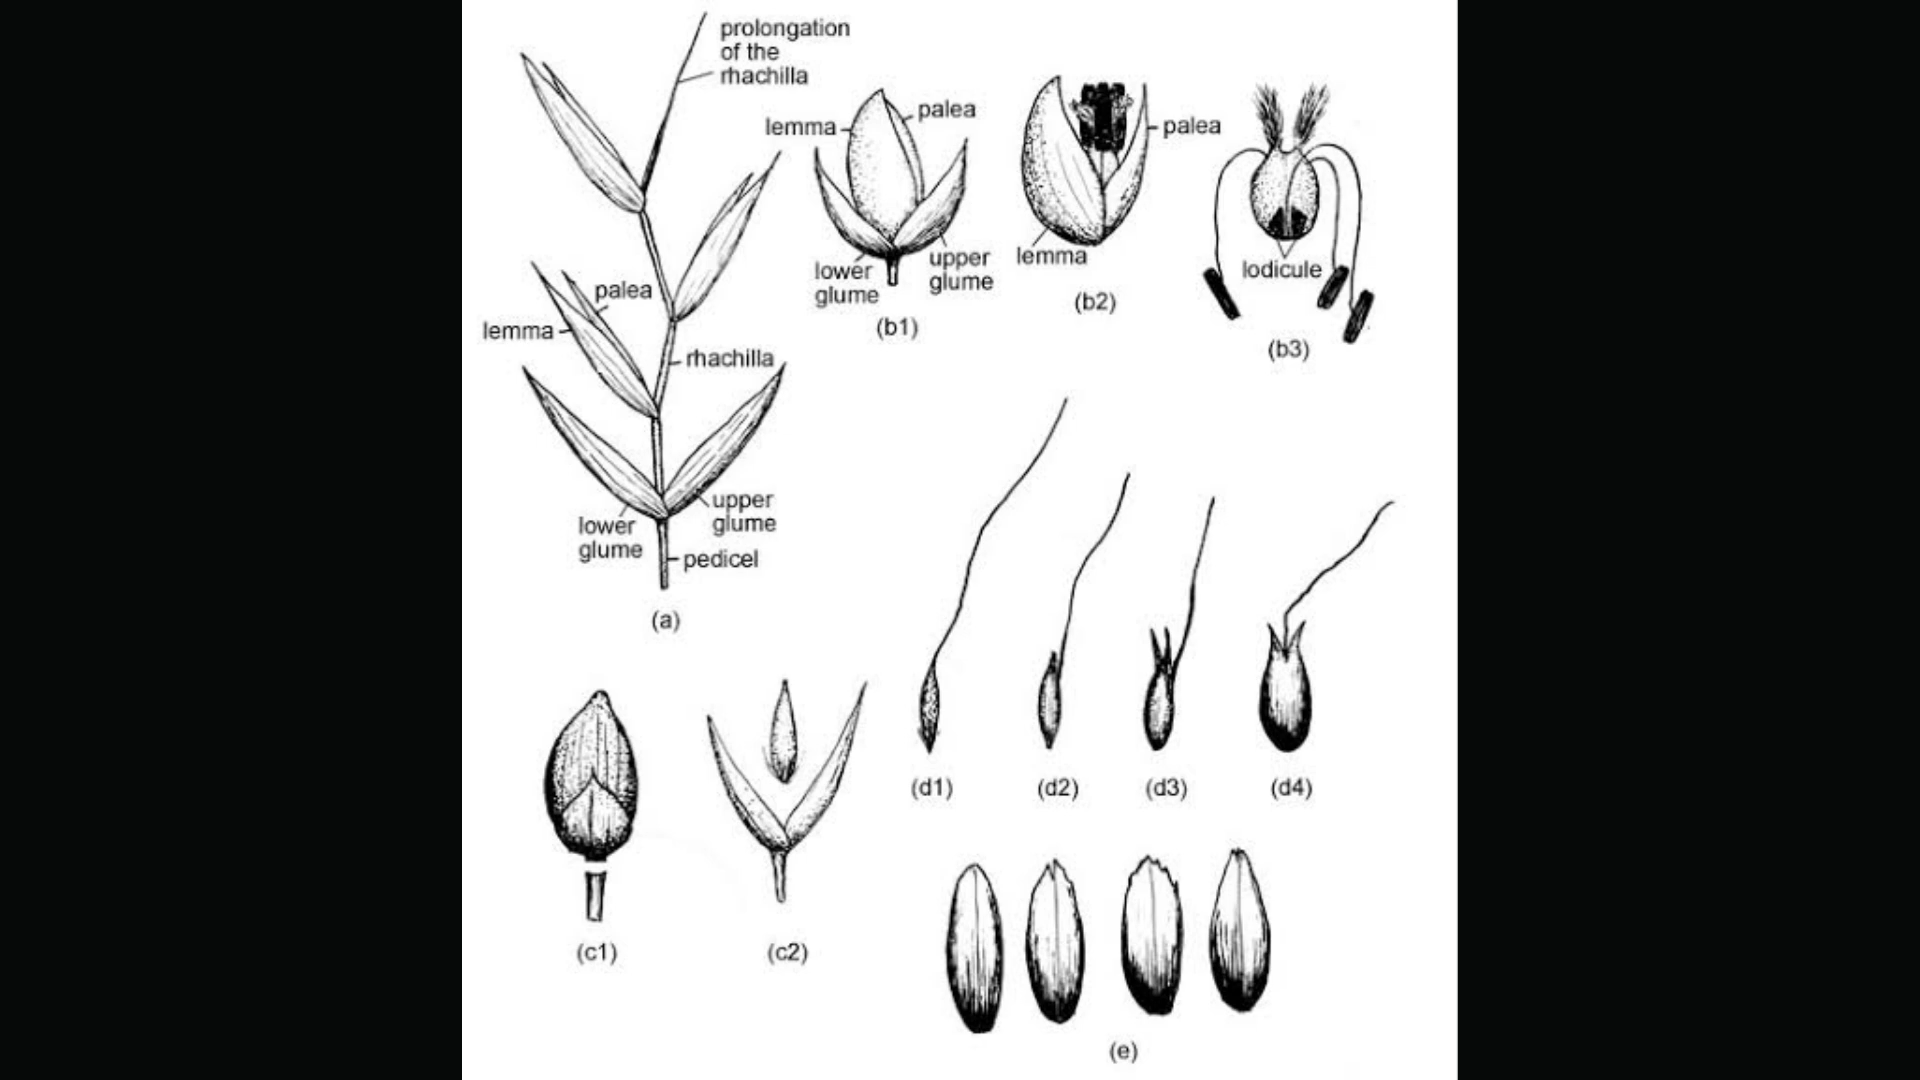 prolongation
of the
rhachilla
palea
lemma
rhachilla
lower
glume
upper
glume
pedicel
(a)
lemma
palea
lower
glume
upper
glume
(b1)
palea
lemma
(b2)
lodicule
(b3)
(c1)
(c2)
(d1)
(d2)
(d3)
(d4)
(e)